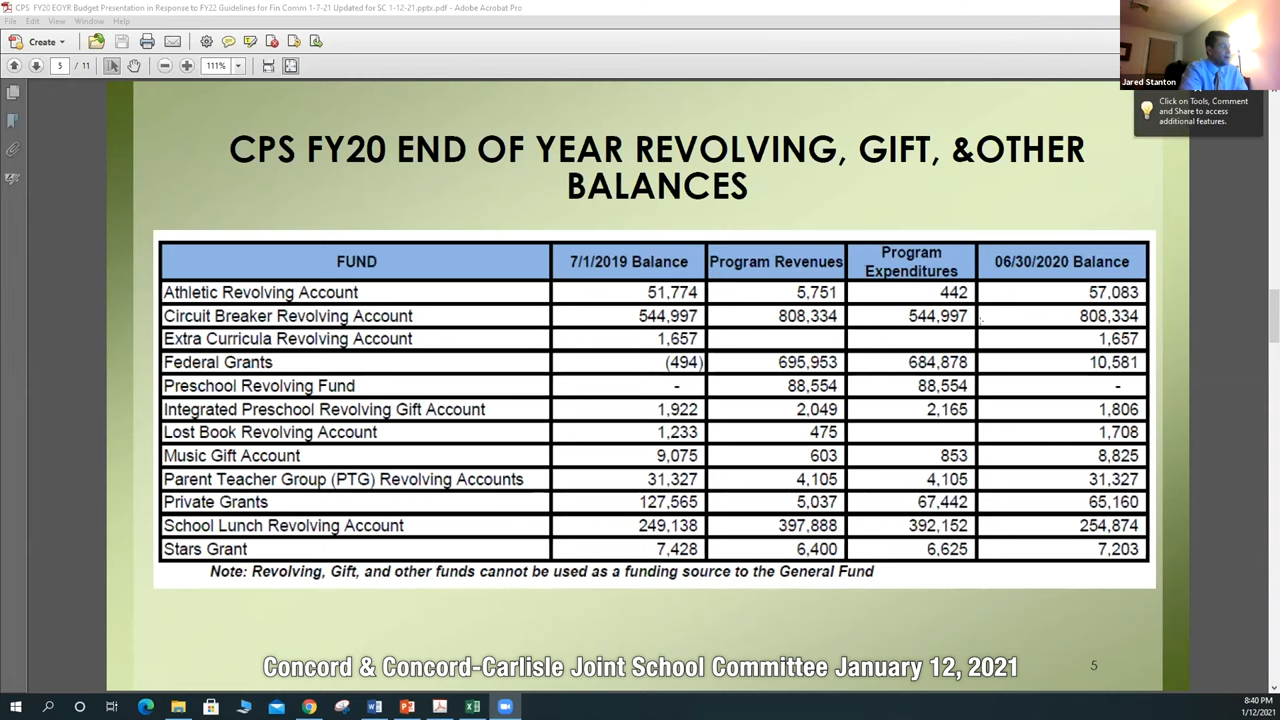 CPS FY20 EOYR Budget Presentation in Response to FY22 Guidelines for Fin Comm 1-7-21 Updated for SC 1-12-21.pptx.pdf - Adobe Acrobat Pro
File Edit View Window Help
Create
5 / 11 111%
Jared Stanton
Click on Tools, Comment
and Share to access
additional features.
CPS FY20 END OF YEAR REVOLVING, GIFT, &OTHER
BALANCES
FUND 7/1/2019 Balance Program Revenues Program Expenditures 06/30/2020 Balance
Athletic Revolving Account 51,774 5,751 442 57,083
Circuit Breaker Revolving Account 544,997 808,334 544,997 808,334
Extra Curricula Revolving Account 1,657 1,657
Federal Grants (494) 695,953 684,878 10,581
Preschool Revolving Fund - 88,554 88,554 -
Integrated Preschool Revolving Gift Account 1,922 2,049 2,165 1,806
Lost Book Revolving Account 1,233 475 1,708
Music Gift Account 9,075 603 853 8,825
Parent Teacher Group (PTG) Revolving Accounts 31,327 4,105 4,105 31,327
Private Grants 127,565 5,037 67,442 65,160
School Lunch Revolving Account 249,138 397,888 392,152 254,874
Stars Grant 7,428 6,400 6,625 7,203
Note: Revolving, Gift, and other funds cannot be used as a funding source to the General Fund
Concord & Concord-Carlisle Joint School Committee January 12, 2021
5
8:40 PM
1/12/2021